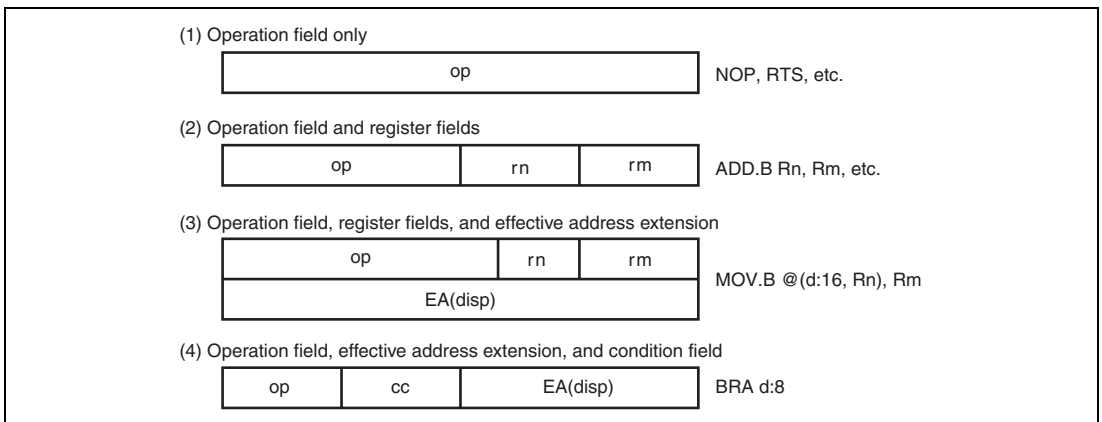 (1) Operation field only
op
NOP, RTS, etc.
(2) Operation field and register fields
op rn rm
ADD.B Rn, Rm, etc.
(3) Operation field, register fields, and effective address extension
op rn rm
EA(disp)
MOV.B @(d:16, Rn), Rm
(4) Operation field, effective address extension, and condition field
op cc EA(disp)
BRA d:8